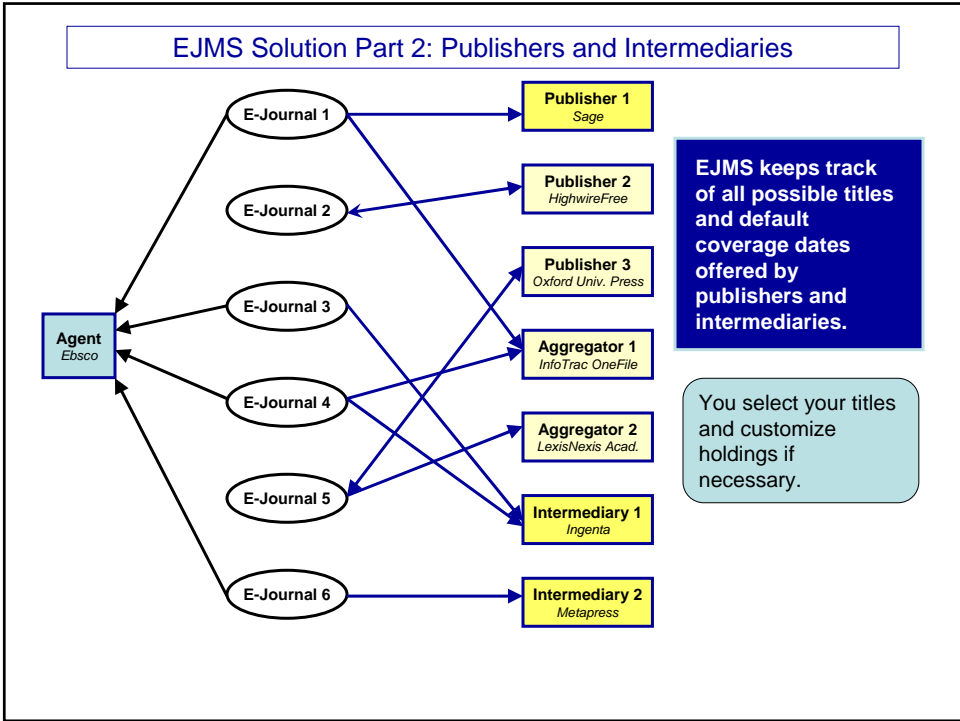 EJMS Solution Part 2: Publishers and Intermediaries
E-Journal 1
E-Journal 2
E-Journal 3
E-Journal 4
E-Journal 5
E-Journal 6
Agent
Ebsco
Publisher 1
Sage
Publisher 2
HighwireFree
Publisher 3
Oxford Univ. Press
Aggregator 1
InfoTrac OneFile
Aggregator 2
LexisNexis Acad.
Intermediary 1
Ingenta
Intermediary 2
Metapress
EJMS keeps track
of all possible titles
and default
coverage dates
offered by
publishers and
intermediaries.
You select your titles
and customize
holdings if
necessary.